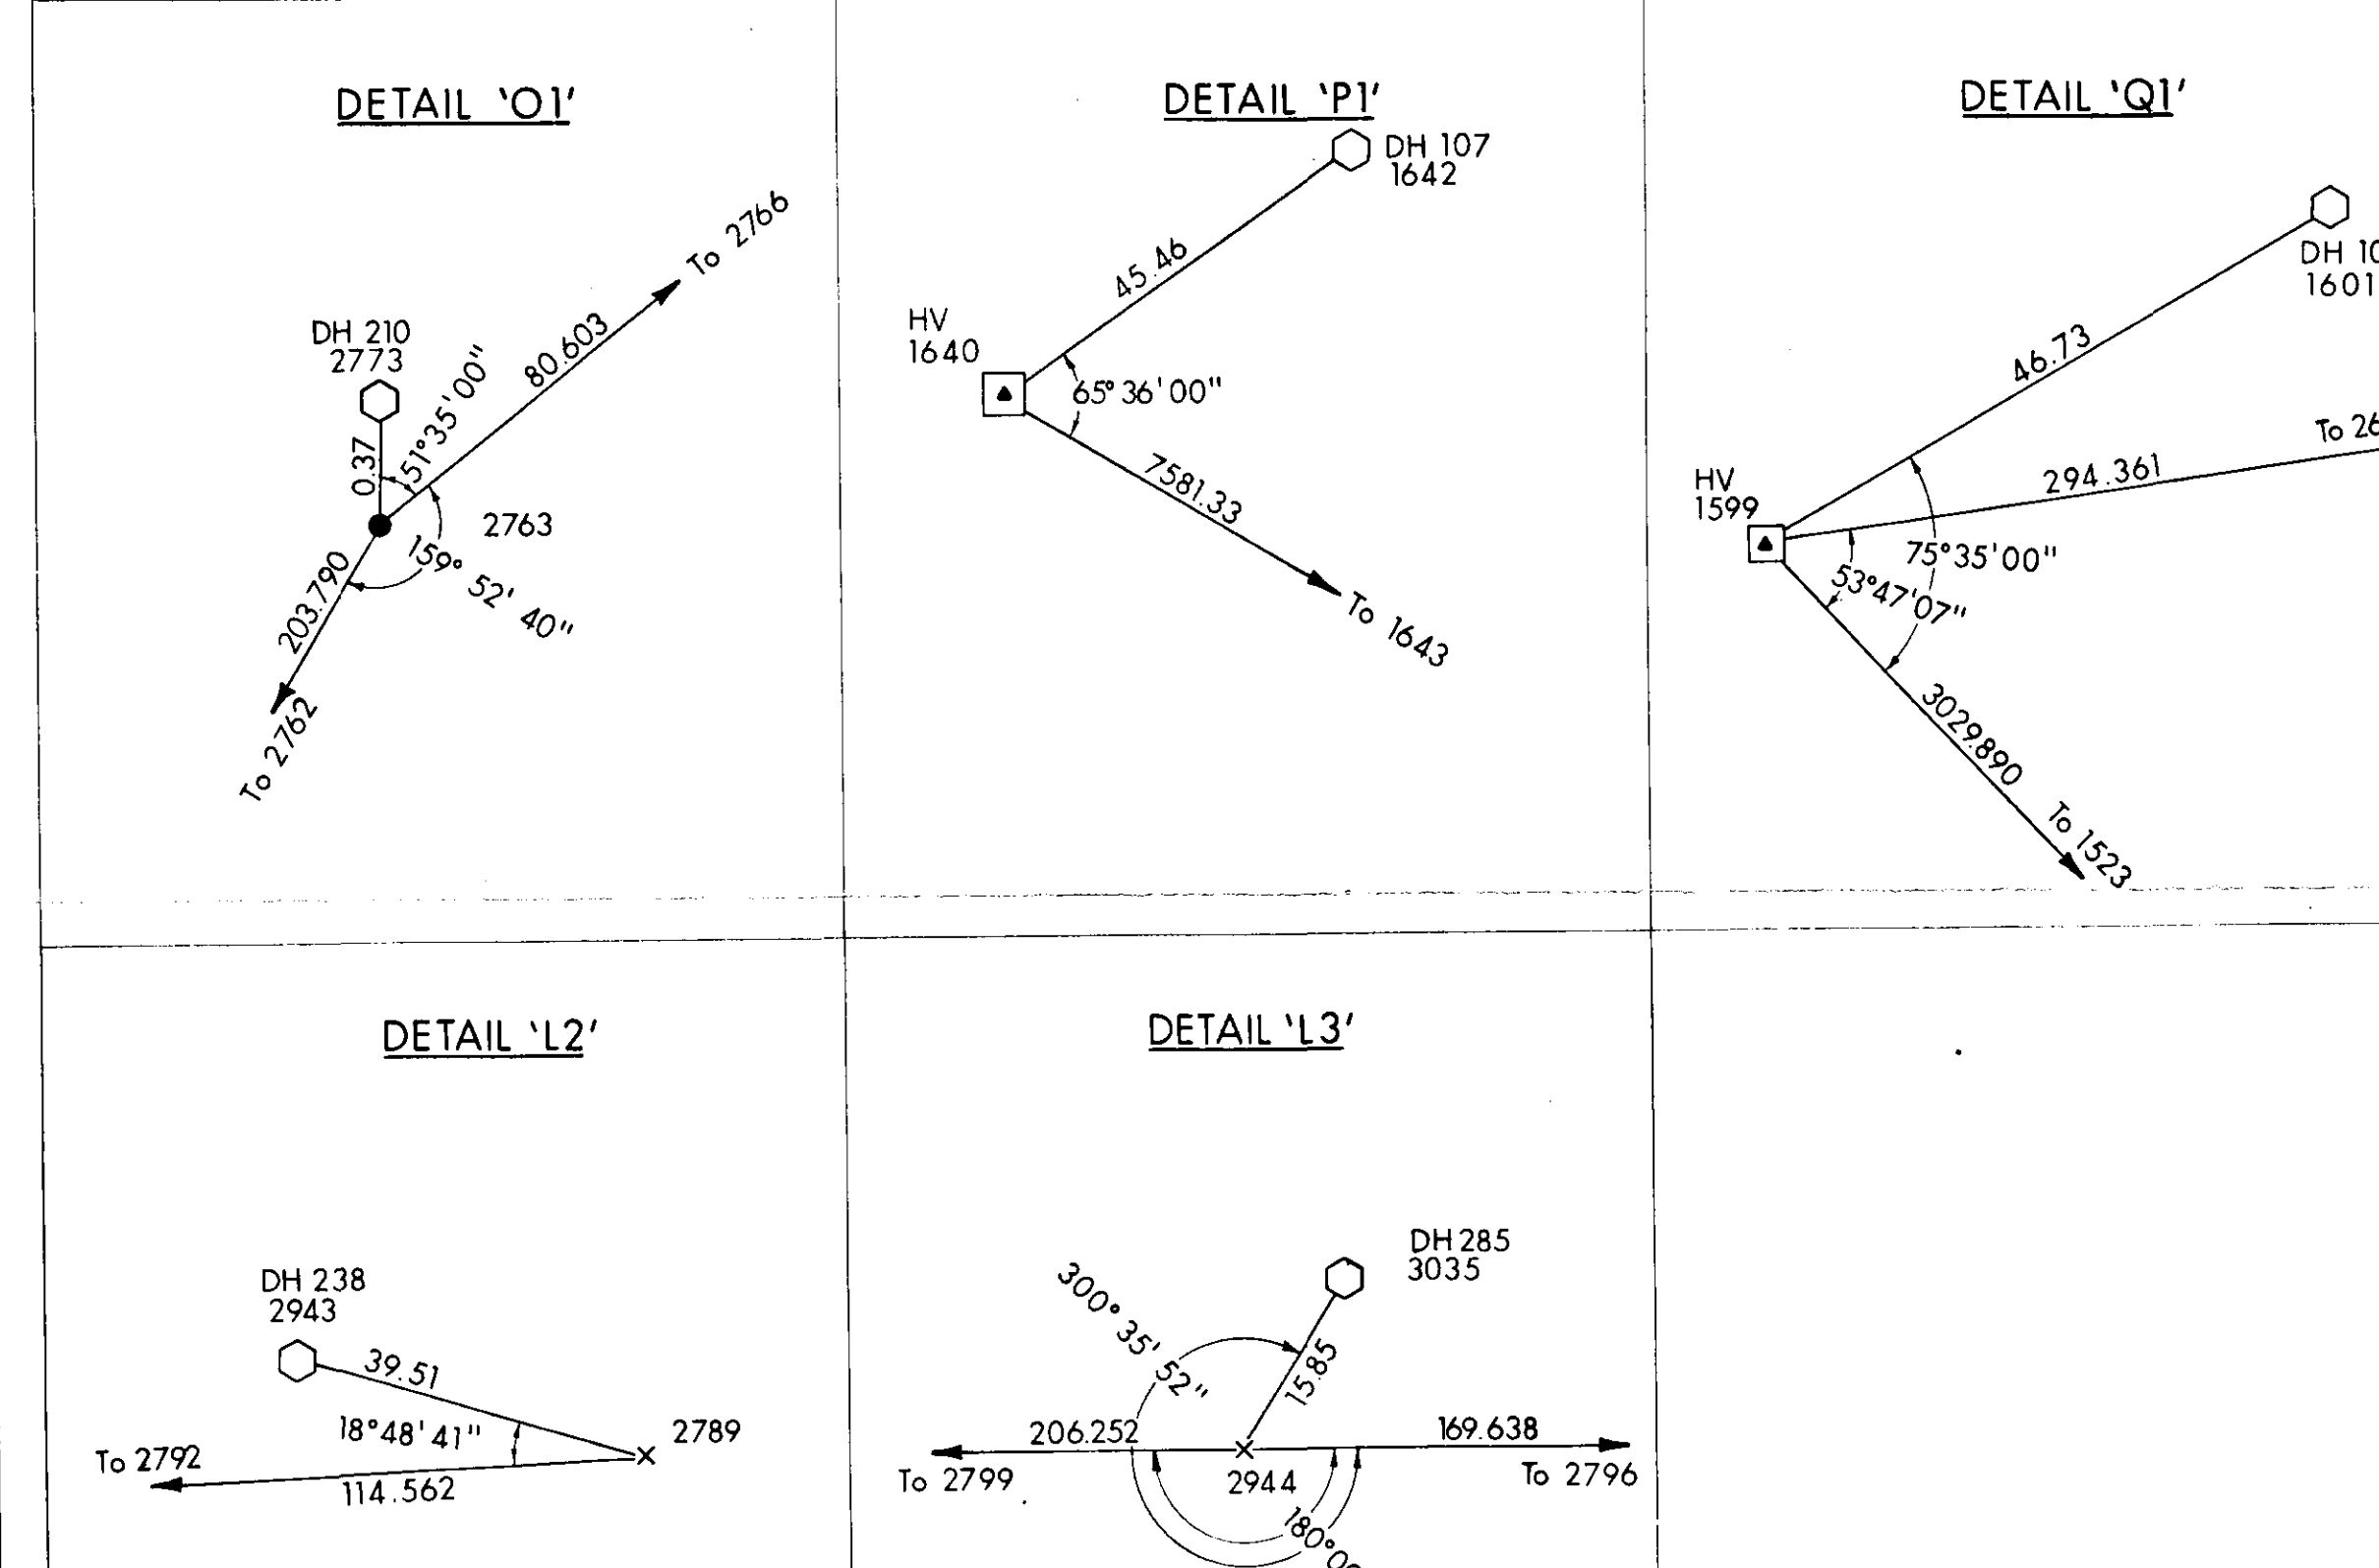 DETAIL 'O1'
To 2766
DH 210
2773
80.603
51°35'00"
0.37
2763
159° 52' 40"
203.790
To 2762
DETAIL 'P1'
DH 107
1642
45.46
HV
1640
65°36'00"
7581.33
To 1643
DETAIL 'Q1'
1601
46.73
294.361
HV
1599
75°35'00"
53°47'07"
3029.890
To 1523
DETAIL 'L2'
DH 238
2943
39.51
18°48'41"
2789
To 2792
114.562
DETAIL 'L3'
DH 285
3035
300° 35' 52"
15.85
206.252
169.638
To 2799
2944
To 2796